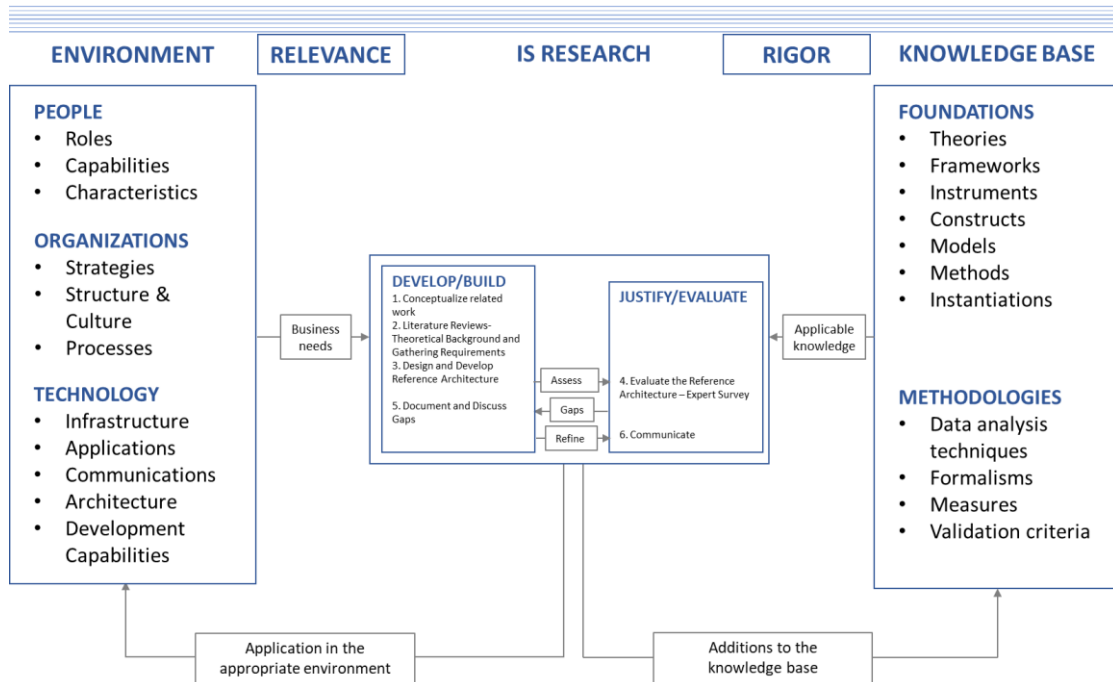 ENVIRONMENT
RELEVANCE
IS RESEARCH
RIGOR
KNOWLEDGE BASE
PEOPLE
• Roles
• Capabilities
• Characteristics
ORGANIZATIONS
• Strategies
• Structure &
Culture
• Processes
TECHNOLOGY
• Infrastructure
• Applications
• Communications
• Architecture
• Development
Capabilities
Business
needs
DEVELOP/BUILD
1. Conceptualize related
work
2. Literature Reviews-
Theoretical Background and
Gathering Requirements
3. Design and Develop
Reference Architecture
5. Document and Discuss
Gaps
Assess
Gaps
Refine
JUSTIFY/EVALUATE
4. Evaluate the Reference
Architecture – Expert Survey
6. Communicate
Applicable
knowledge
FOUNDATIONS
• Theories
• Frameworks
• Instruments
• Constructs
• Models
• Methods
• Instantiations
METHODOLOGIES
• Data analysis
techniques
• Formalisms
• Measures
• Validation criteria
Application in the
appropriate environment
Additions to the
knowledge base